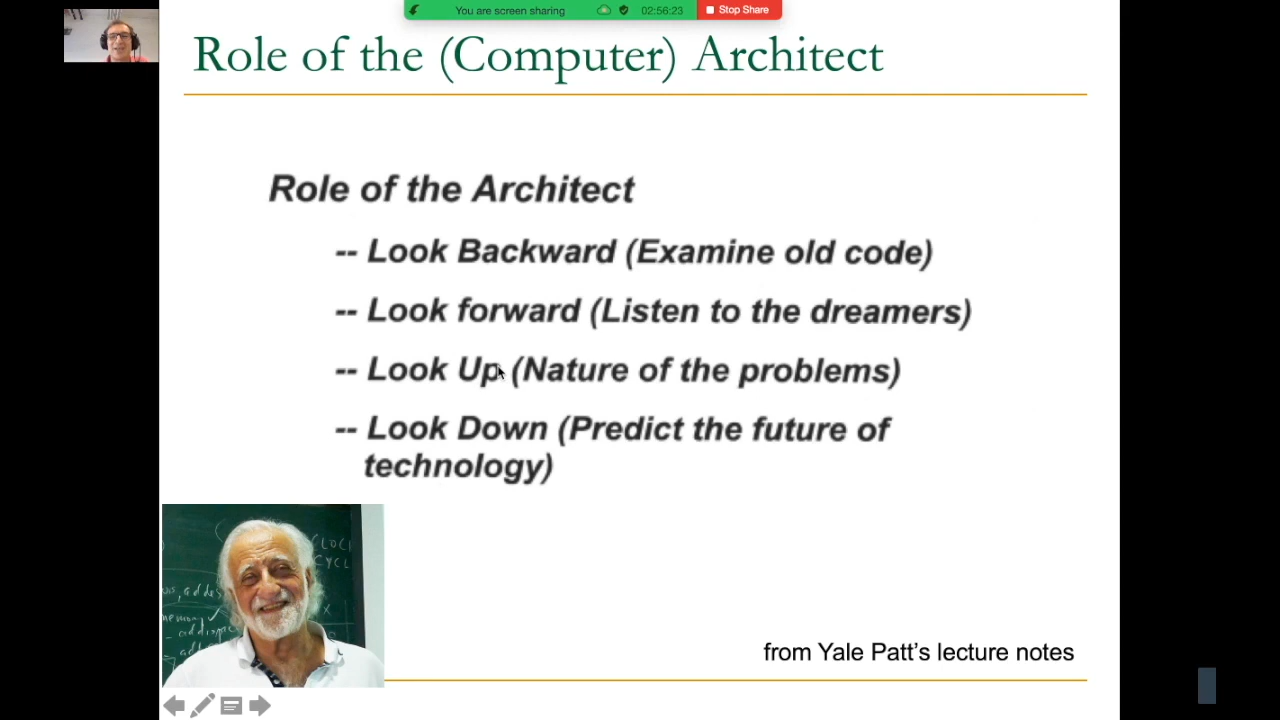 You are screen sharing
02:56:23
Stop Share
Role of the (Computer) Architect
Role of the Architect
-- Look Backward (Examine old code)
-- Look forward (Listen to the dreamers)
-- Look Up (Nature of the problems)
-- Look Down (Predict the future of
technology)
from Yale Patt's lecture notes